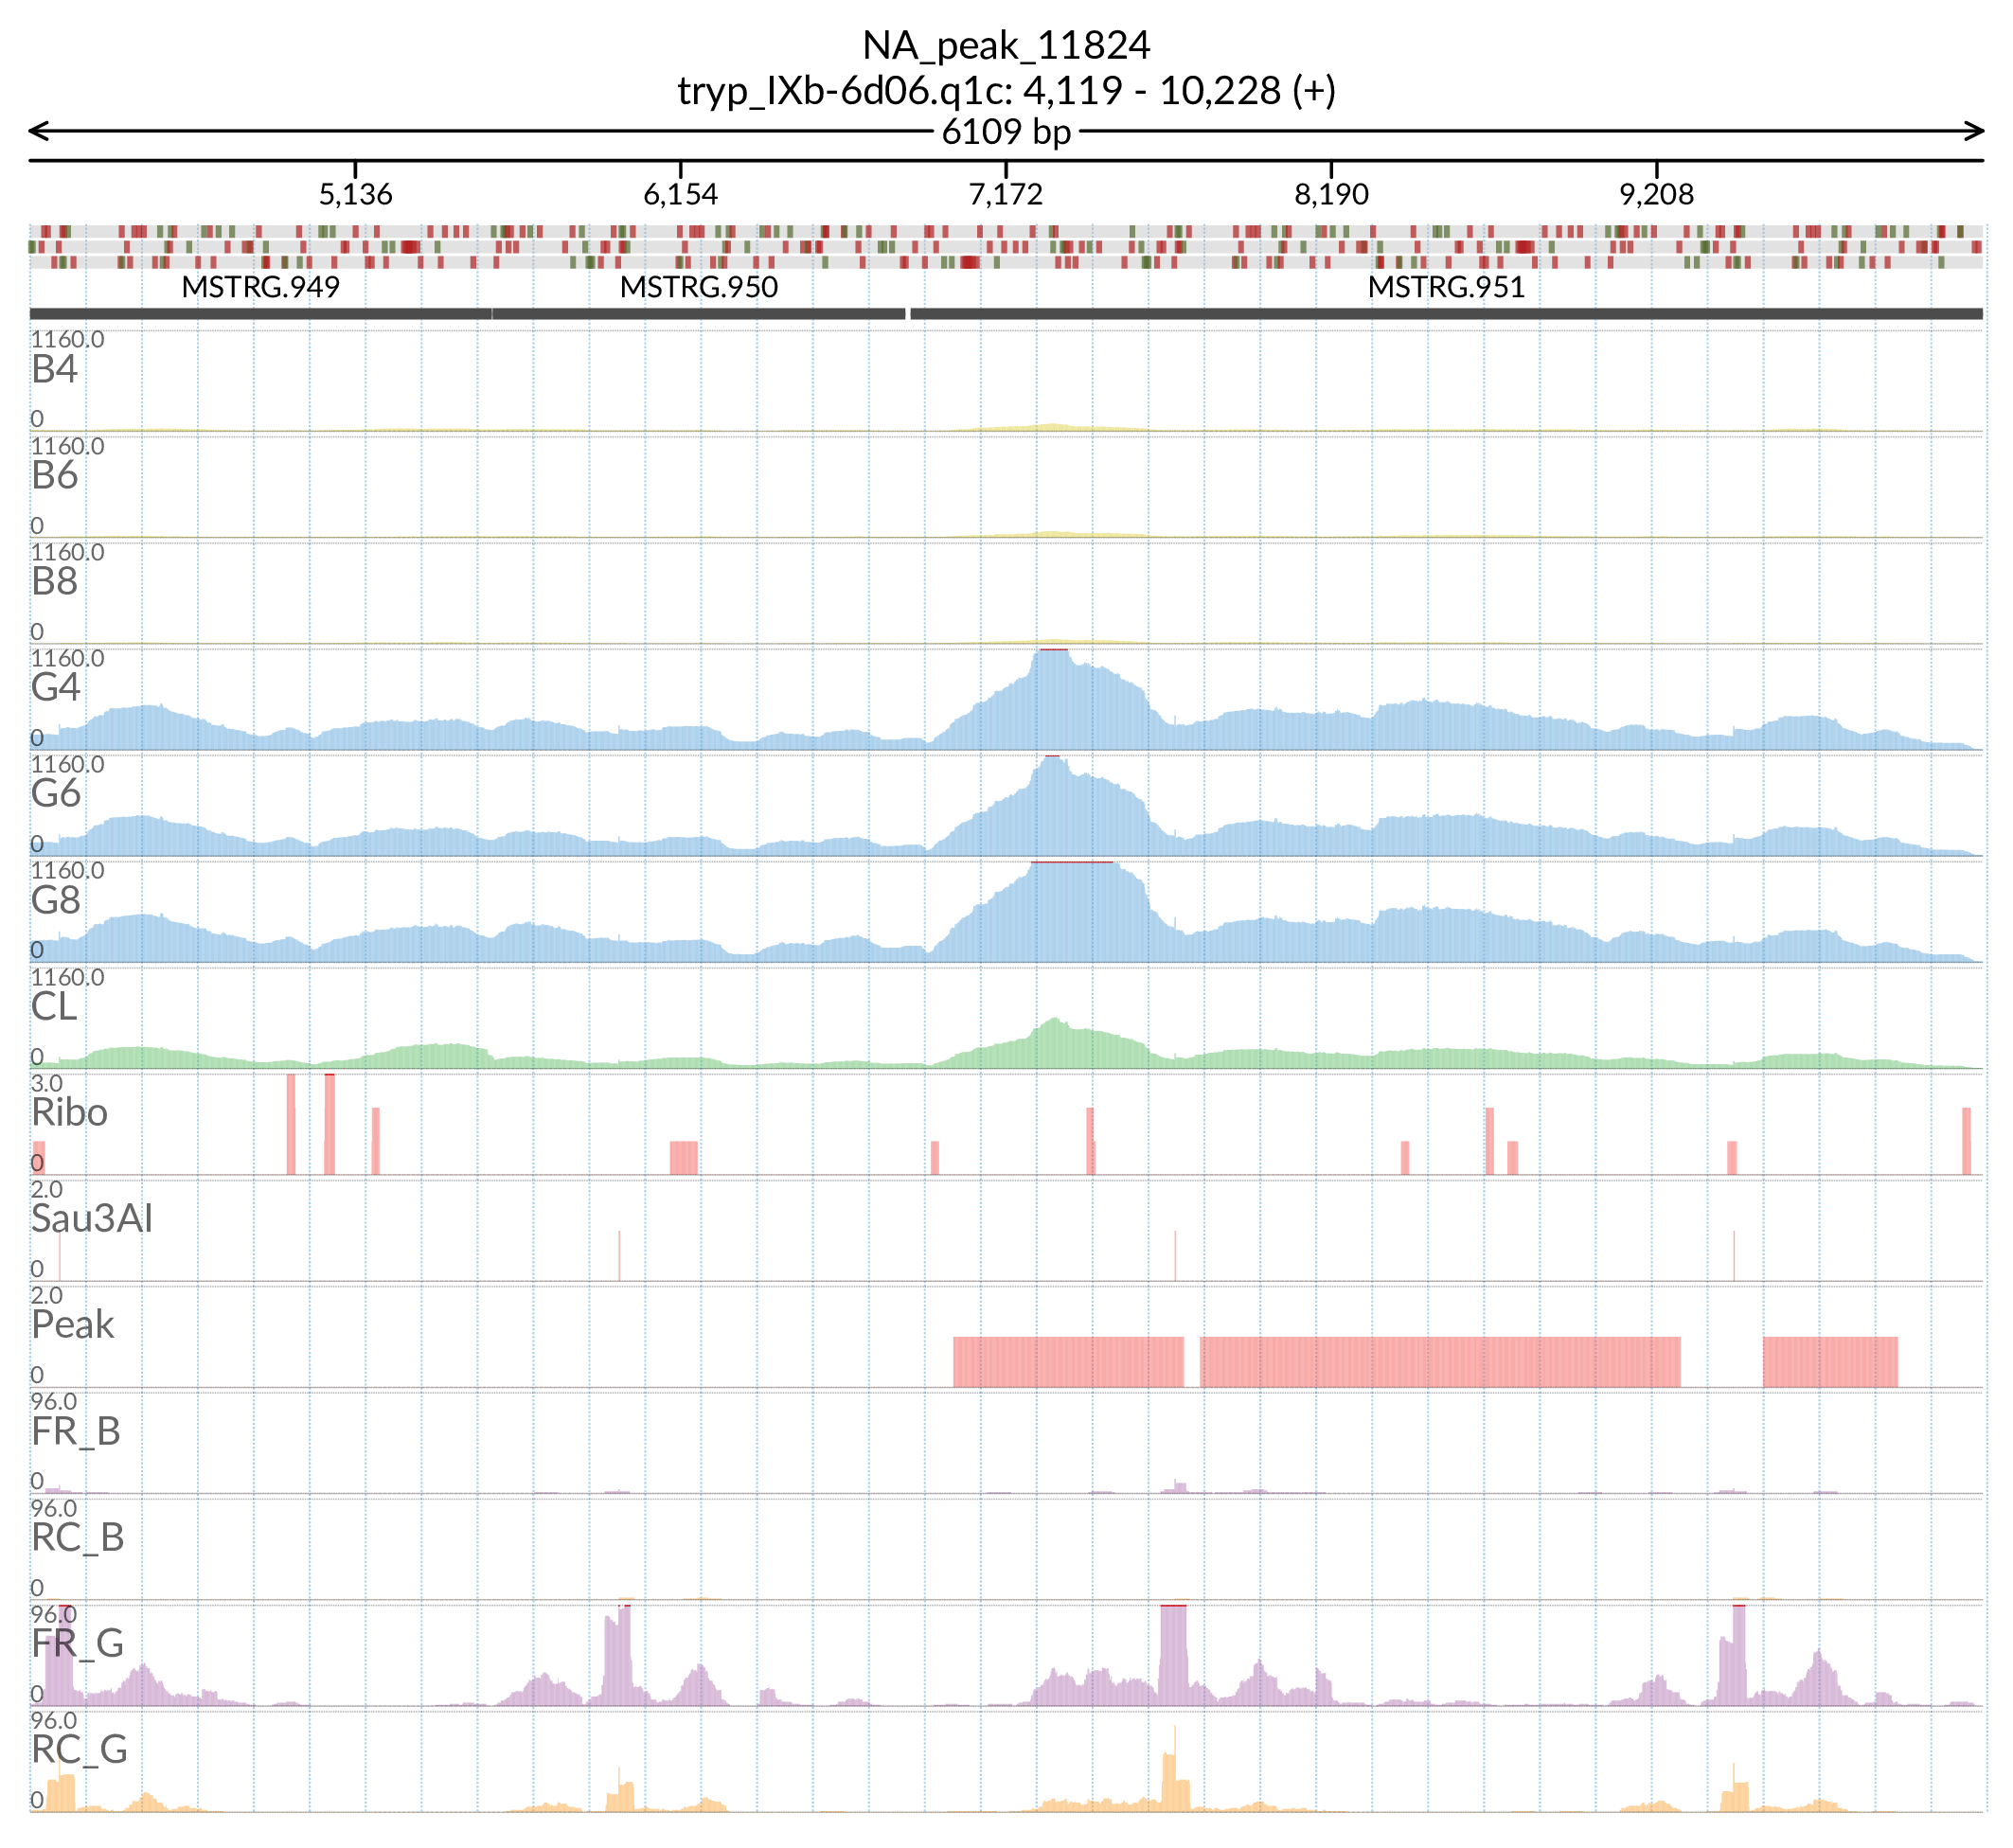 NA_peak_11824
tryp_IXb-6d06.q1c: 4,119 - 10,228 (+)
6109 bp
5,136 6,154 7,172 8,190 9,208
MSTRG.949 MSTRG.950 MSTRG.951
1160.0
B4
0
1160.0
B6
0
1160.0
B8
0
1160.0
G4
0
1160.0
G6
0
1160.0
G8
0
1160.0
CL
0
3.0
Ribo
0
2.0
Sau3AI
0
2.0
Peak
0
96.0
FR_B
0
96.0
RC_B
0
96.0
FR_G
0
96.0
RC_G
0